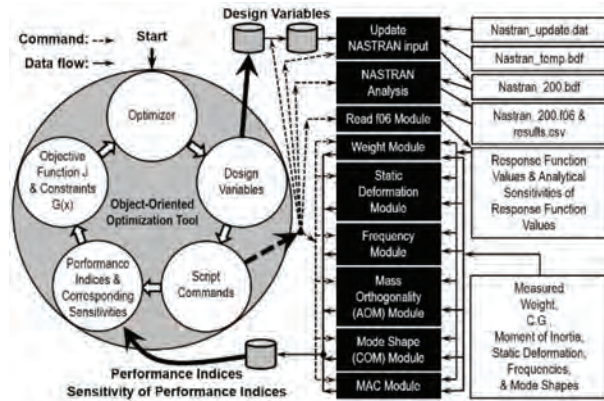 Design Variables
Command:
Data flow:
Start
Optimizer
Design
Variables
Script
Commands
Performance
Indices &
Corresponding
Sensitivities
Objective
Function J
& Constraints
G(x)
Object-Oriented
Optimization Tool
Performance Indices
Sensitivity of Performance Indices
Update
NASTRAN input
NASTRAN
Analysis
Read f06 Module
Weight Module
Static
Deformation
Module
Frequency
Module
Mass
Orthogonality
(AOM) Module
Mode Shape
(COM) Module
MAC Module
Nastran_update.dat
Nastran_temp.bdf
Nastran_200.bdf
Nastran_200.f06 &
results.csv
Response Function
Values & Analytical
Sensitivities of
Response Function
Values
Measured
Weight,
C.G.,
Moment of Inertia,
Static Deformation,
Frequencies,
& Mode Shapes